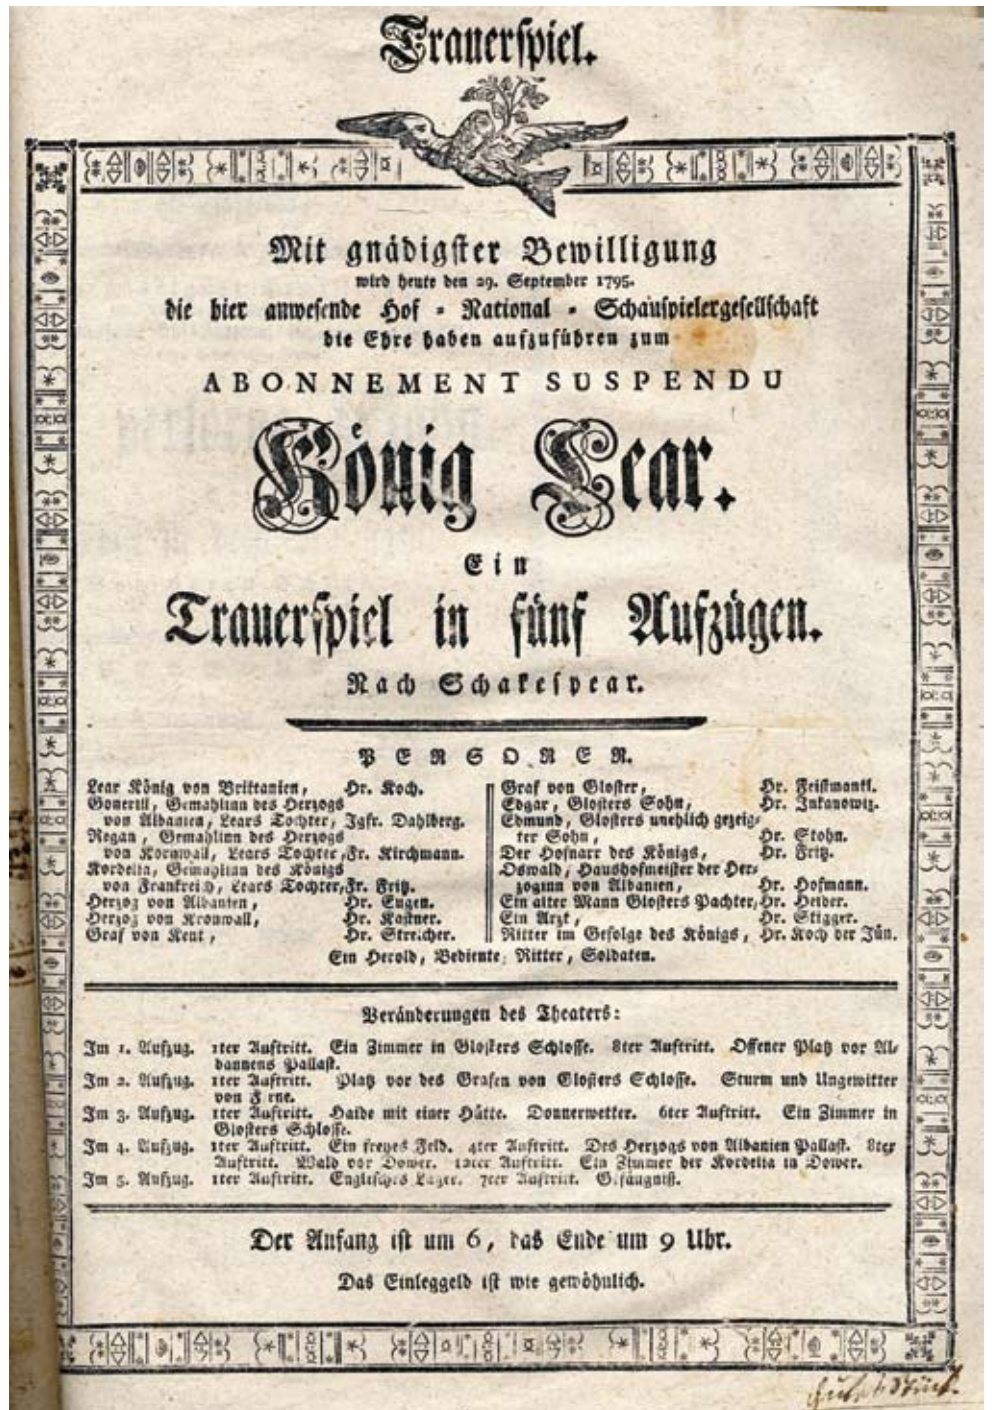 Trauerspiel.
Mit gnädigster Bewilligung
wird heute den 29. September 1795.
die hier anwesende Hof - National - Schauspielergesellschaft
die Ehre haben aufzuführen zum
ABONNEMENT SUSPENDU
König Lear.
Ein
Trauerspiel in fünf Aufzügen.
Nach Schakespear.
PERSONEN.
Lear König von Brittanien, Hr. Koch.
Gonerill, Gemahlinn des Herzogs
von Albanien, Lears Tochter, Jgfr. Dahlberg.
Regan, Gemahlinn des Herzogs
von Kornwall, Lears Tochter, Fr. Kirchmann.
Kordelia, Gemahlinn des Königs
von Frankreich, Lears Tochter, Fr. Fritz.
Herzog von Albanien, Hr. Eugen.
Herzog von Kronwall, Hr. Kastner.
Graf von Kent, Hr. Streicher.
Graf von Gloster, Hr. Feistmantl.
Edgar, Glosters Sohn, Hr. Inkanowiz.
Edmund, Glosters unehlich gezeig-
ter Sohn, Hr. Stohn.
Der Hofnarr des Königs, Hr. Fritz.
Oswald, Haushofmeister der Her-
zoginn von Albanien, Hr. Hofmann.
Ein alter Mann Glosters Pachter, Hr. Heider.
Ein Arzt, Hr. Stigger.
Ritter im Gefolge des Königs, Hr. Koch der Jün.
Ein Herold, Bediente, Ritter, Soldaten.
Veränderungen des Theaters:
Im 1. Aufzug. 1ter Auftritt. Ein Zimmer in Glosters Schlosse. 8ter Auftritt. Offener Platz vor Al-
bannens Pallast.
Im 2. Aufzug. 1ter Auftritt. Platz vor des Grafen von Glosters Schlosse. Sturm und Ungewitter
von F rne.
Im 3. Aufzug. 1ter Auftritt. Haide mit einer Hütte. Donnerwetter. 6ter Auftritt. Ein Zimmer in
Glosters Schlosse.
Im 4. Aufzug. 1ter Auftritt. Ein freyes Feld. 4ter Auftritt. Des Herzogs von Albanien Pallast. 8ter
Auftritt. Wald vor Dower. 12ter Auftritt. Ein Zimmer der Kordelia in Dower.
Im 5. Aufzug. 1ter Auftritt. Englisches Lager. 7ter Auftritt. Gefängniß.
Der Anfang ist um 6, das Ende um 9 Uhr.
Das Einleggeld ist wie gewöhnlich.